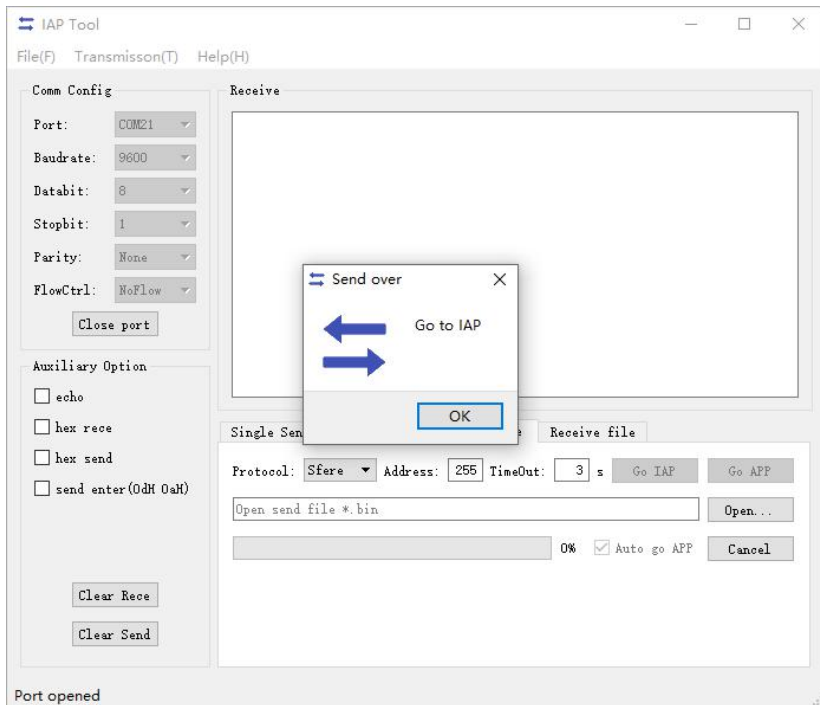 IAP Tool
File(F) Transmisson(T) Help(H)
Comm Config
Port: COM21
Baudrate: 9600
Databit: 8
Stopbit: 1
Parity: None
FlowCtrl: NoFlow
Close port
Auxiliary Option
echo
hex rece
hex send
send enter(0dH 0aH)
Clear Rece
Clear Send
Receive
Send over
Go to IAP
OK
Single Sen
Receive file
Protocol: Sfere Address: 255 TimeOut: 3 s Go IAP Go APP
Open send file *.bin Open...
0% Auto go APP Cancel
Port opened